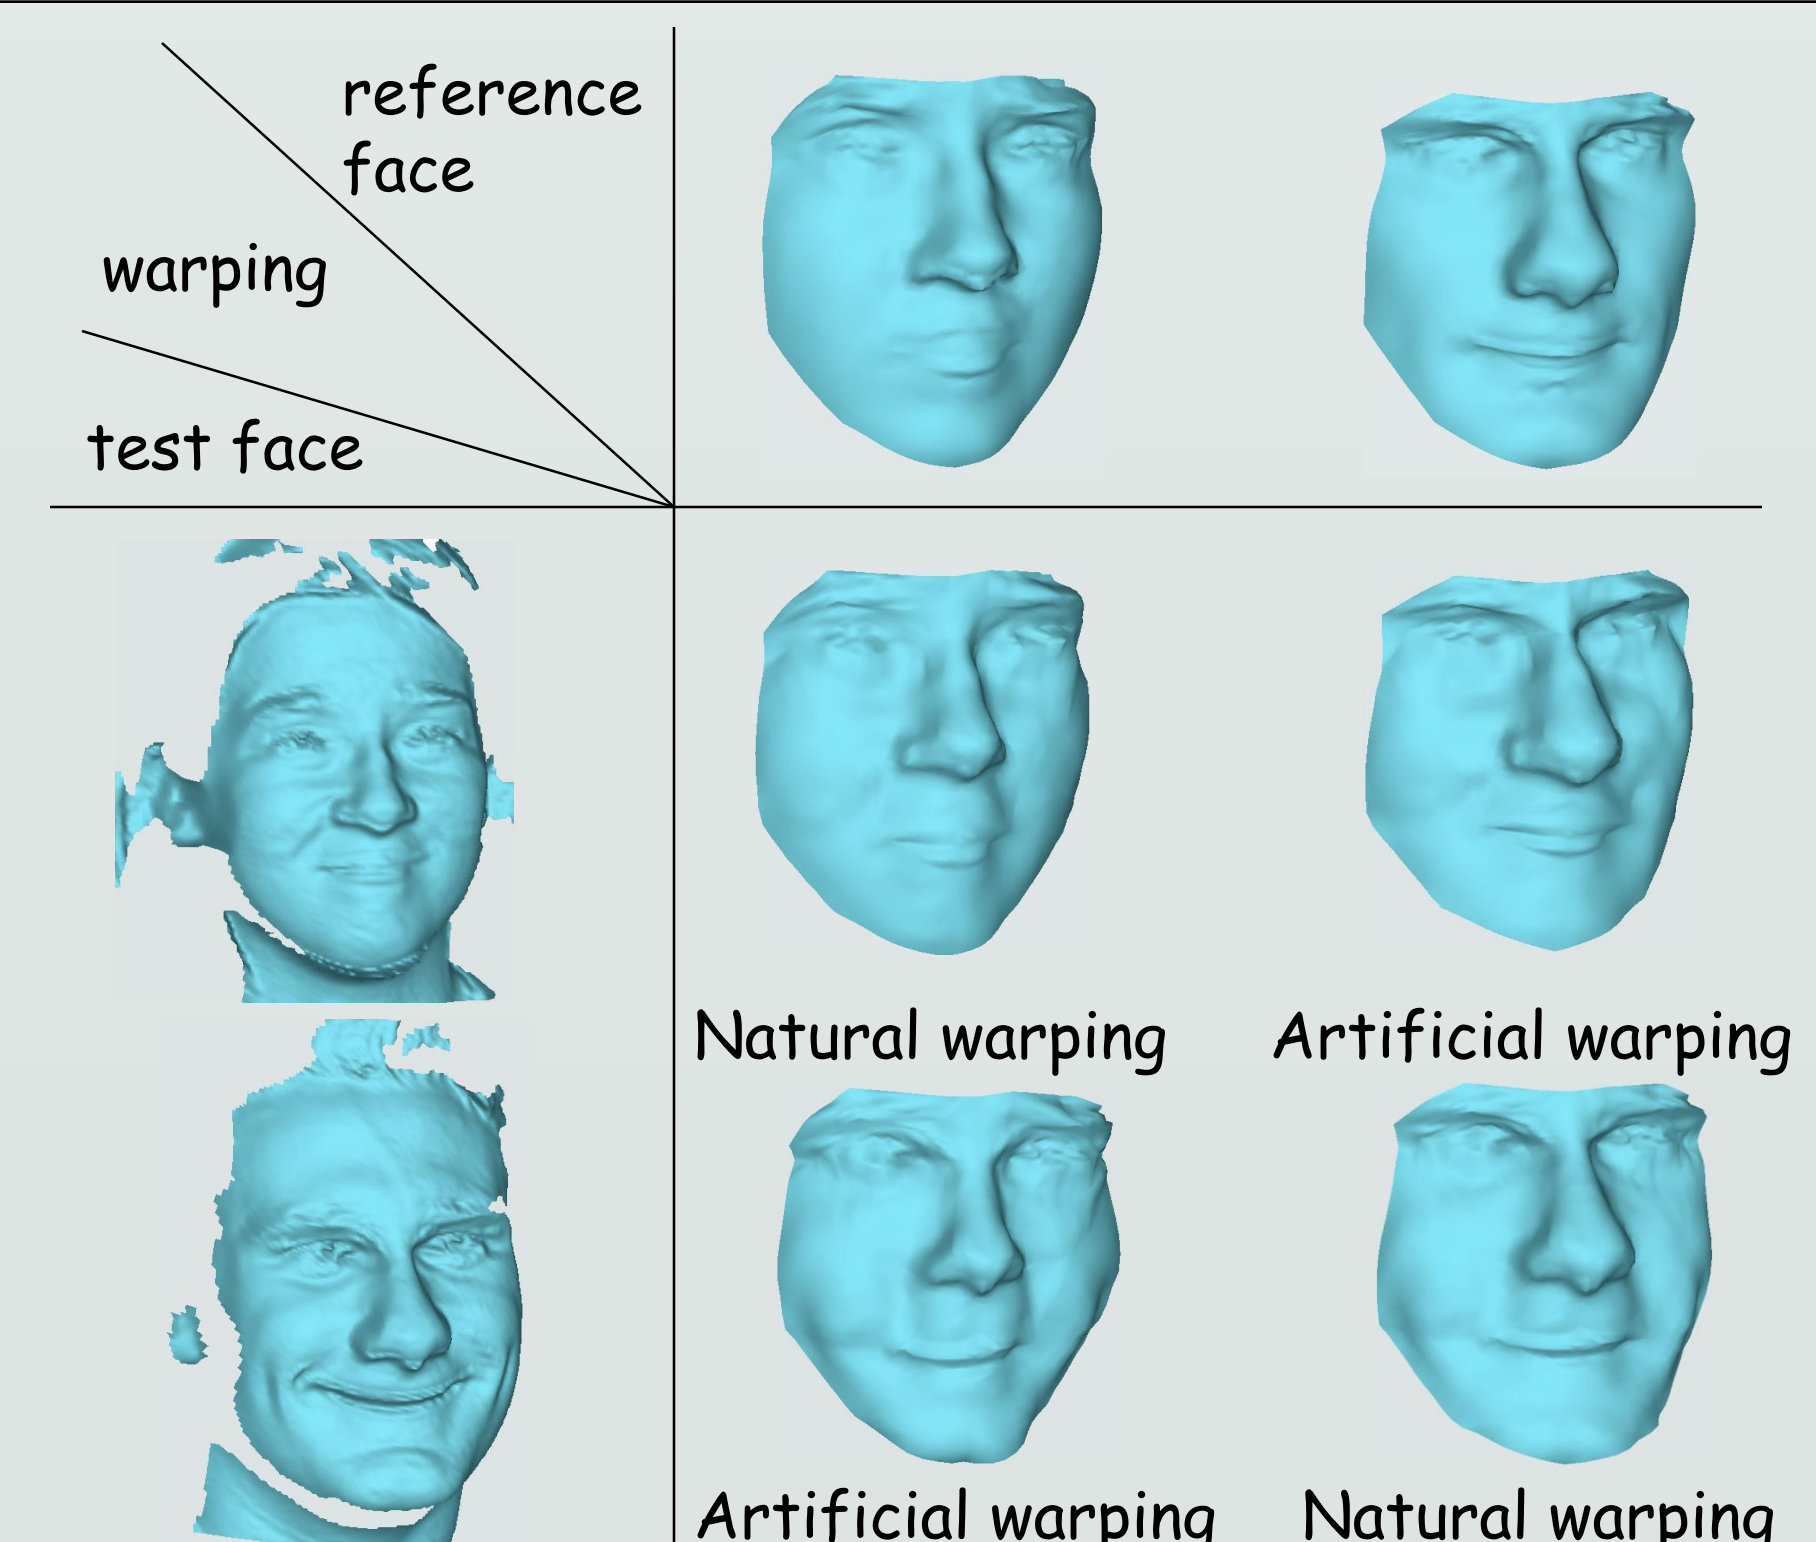 reference
face
warping
test face
Natural warping
Artificial warping
Artificial warping
Natural warping